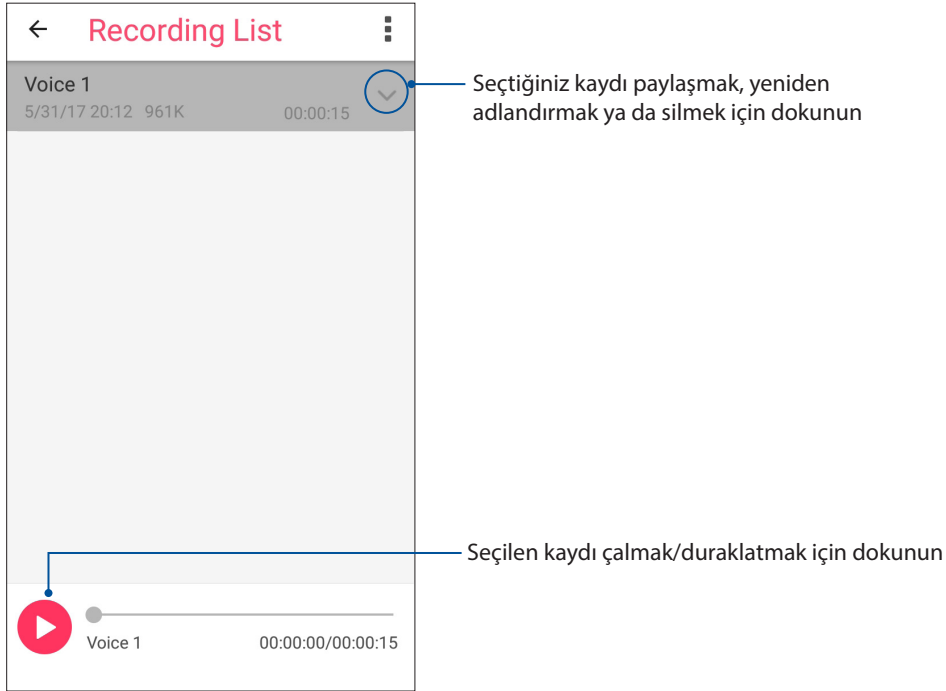 Recording List
Voice 1
5/31/17 20:12 961K 00:00:15
Seçtiğiniz kaydı paylaşmak, yeniden
adlandırmak ya da silmek için dokunun
Seçilen kaydı çalmak/duraklatmak için dokunun
Voice 1 00:00:00/00:00:15